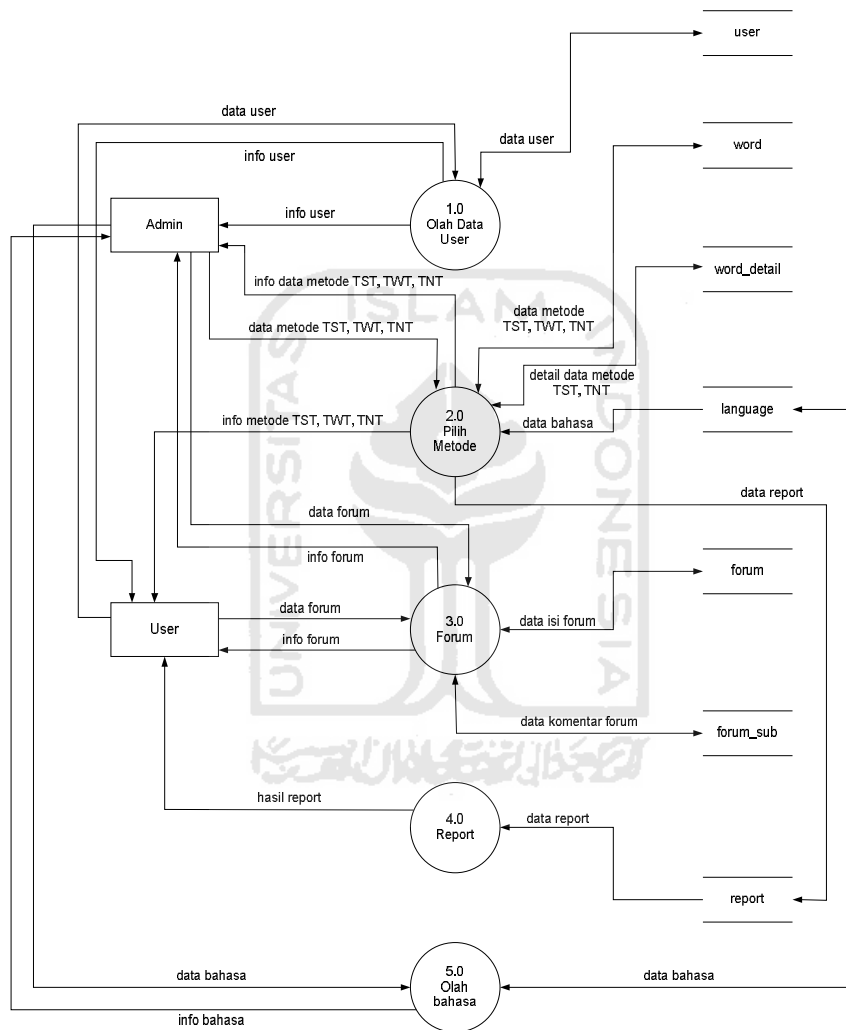 user
data user
data user
word
info user
1.0
Olah Data
User
Admin
info user
word_detail
info data metode TST, TWT, TNT
data metode
TST, TWT, TNT
data metode TST, TWT, TNT
detail data metode
TST, TNT
language
2.0
Pilih
Metode
info metode TST, TWT, TNT
data bahasa
data report
data forum
info forum
forum
User
data forum
info forum
3.0
Forum
data isi forum
data komentar forum
forum_sub
hasil report
4.0
Report
data report
report
data bahasa
5.0
Olah
bahasa
data bahasa
info bahasa
UNIVERSITAS
ISLAM
INDONESIA